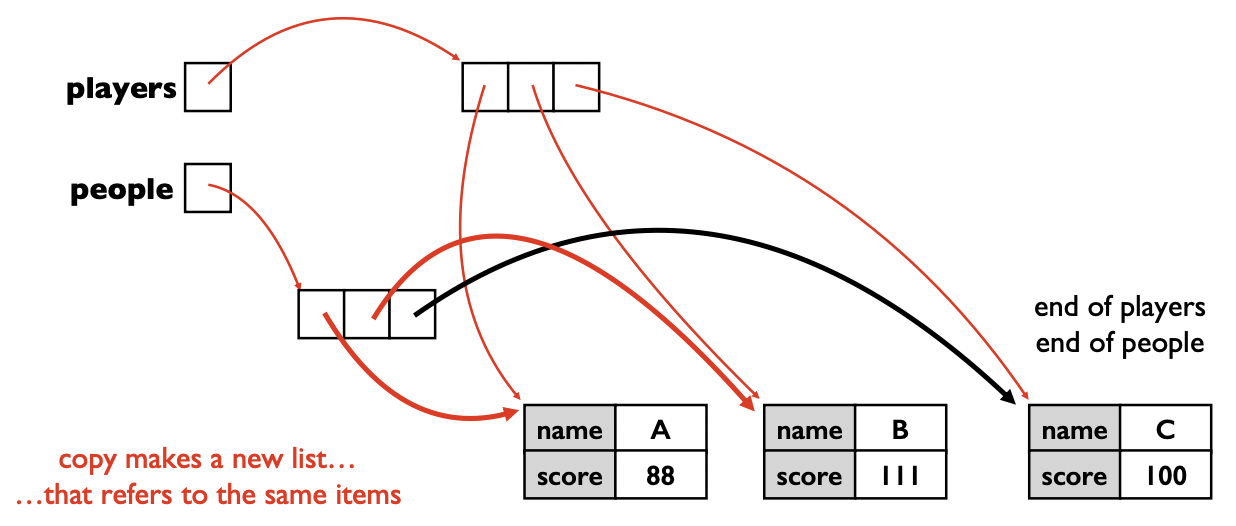 players
people
end of players
end of people
name A
score 88
name B
score 111
name C
score 100
copy makes a new list…
…that refers to the same items